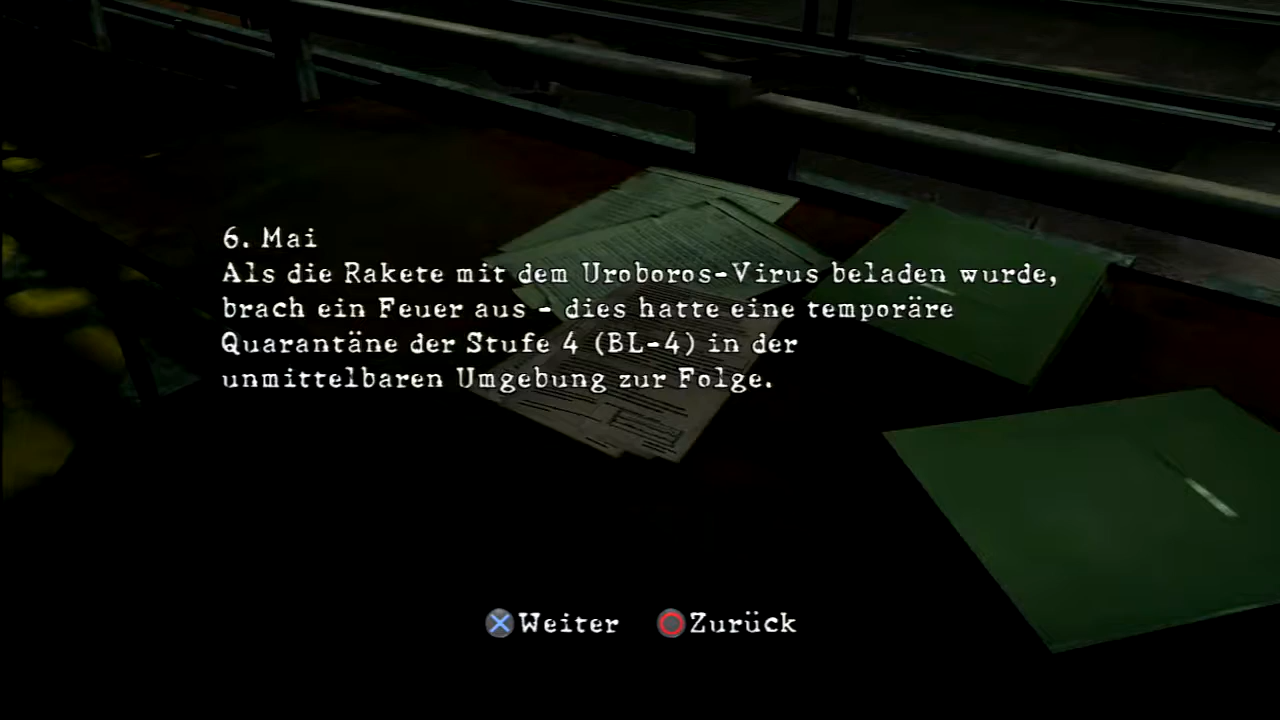 6. Mai
Als die Rakete mit dem Uroboros-Virus beladen wurde,
brach ein Feuer aus - dies hatte eine temporäre
Quarantäne der Stufe 4 (BL-4) in der
unmittelbaren Umgebung zur Folge.
Weiter Zurück